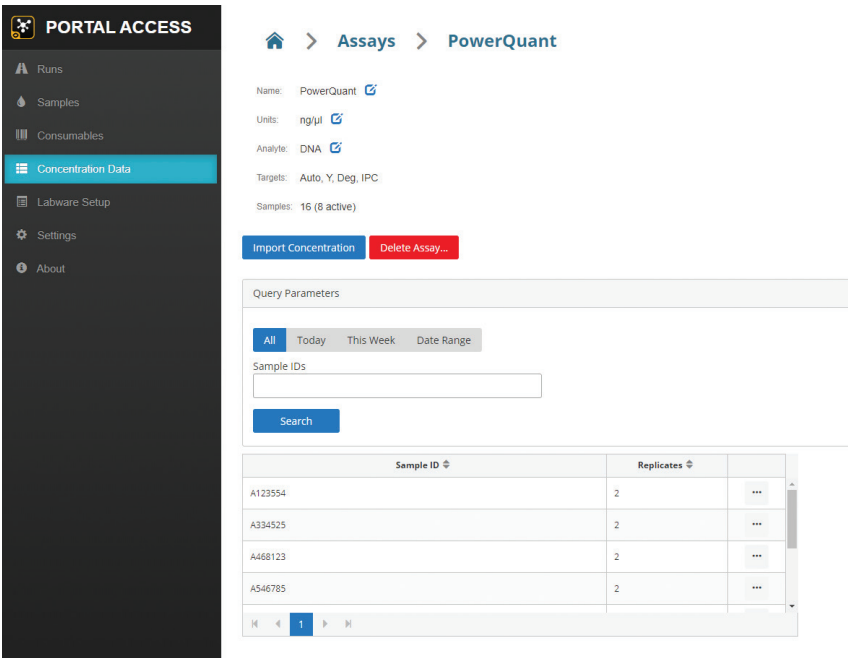 PORTAL ACCESS
Runs
Samples
Consumables
Concentration Data
Labware Setup
Settings
About
Assays
PowerQuant
Name: PowerQuant
Units: ng/µl
Analyte: DNA
Targets: Auto, Y, Deg, IPC
Samples: 16 (8 active)
Import Concentration
Delete Assay...
Query Parameters
All Today This Week Date Range
Sample IDs
Search
Sample ID Replicates
A123554 2 •••
A334525 2 •••
A468123 2 •••
A546785 2 •••
1